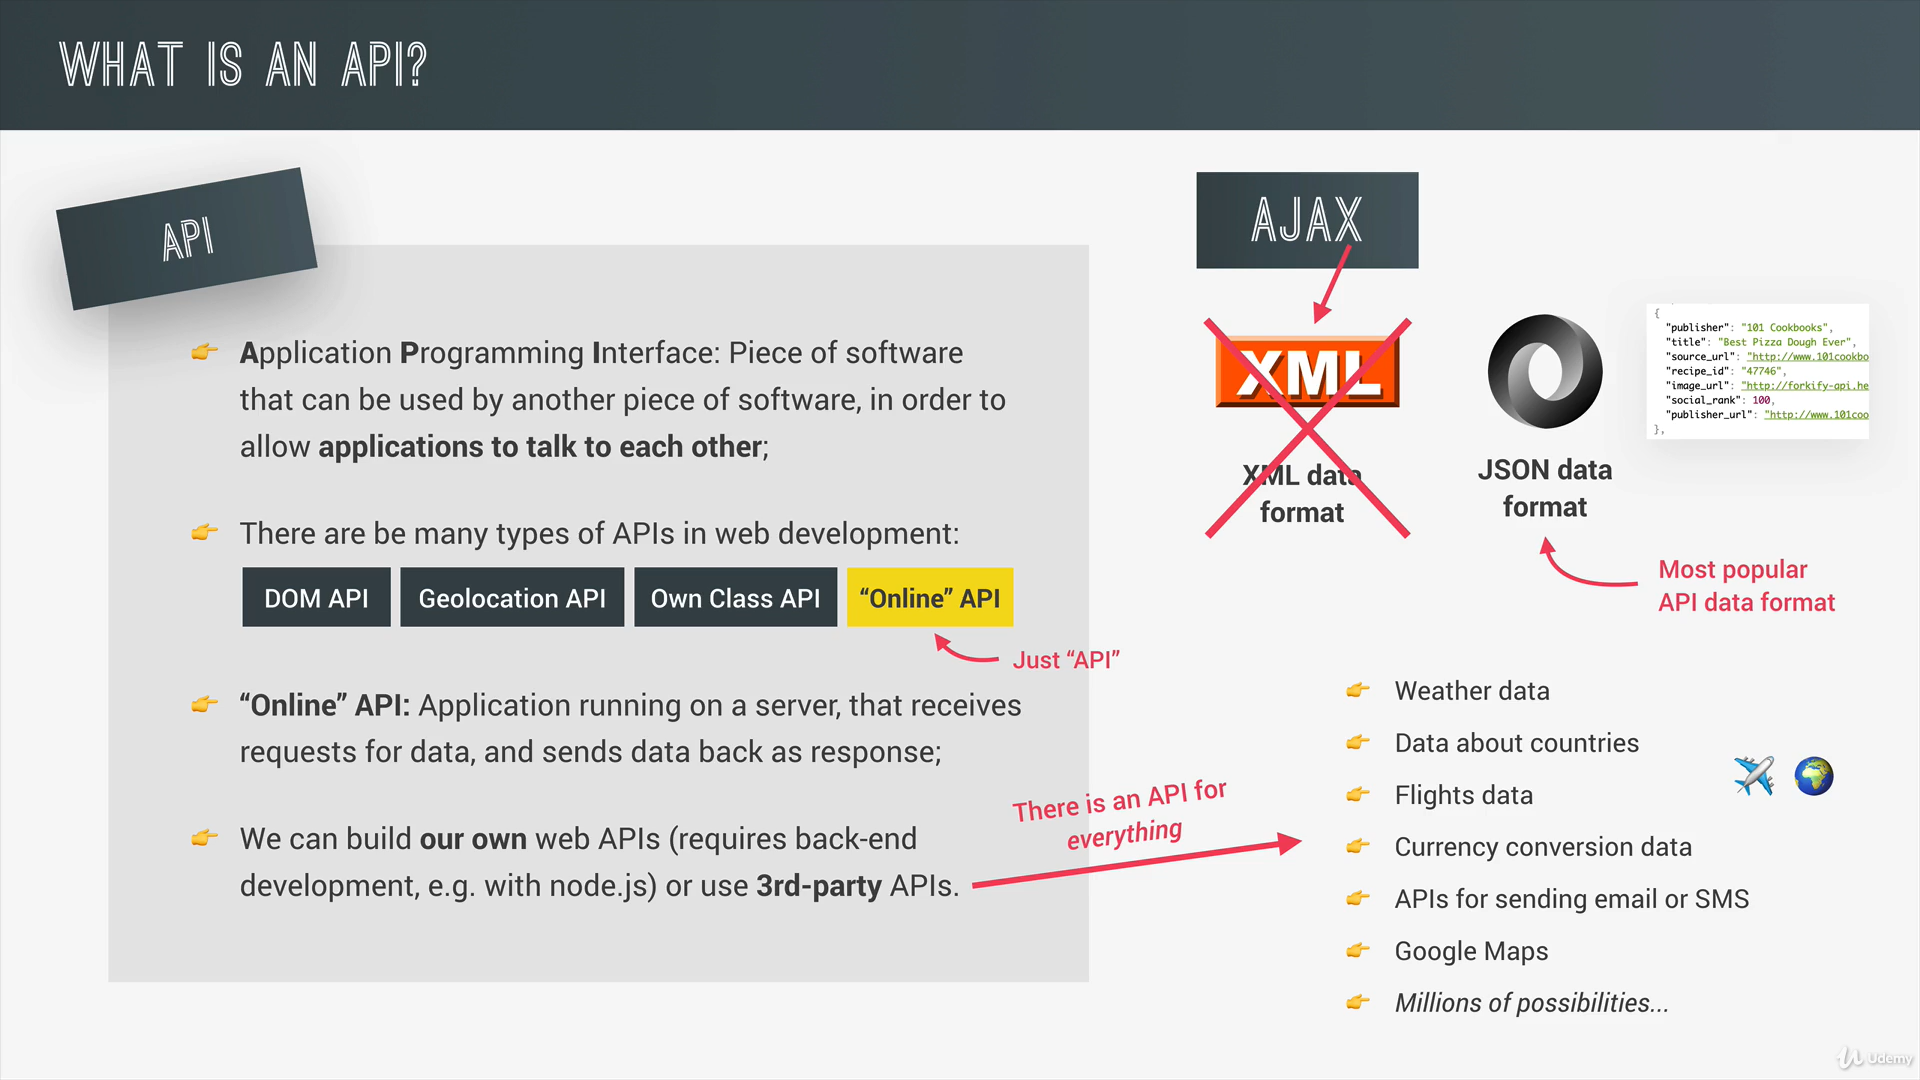 WHAT IS AN API?
API
Application Programming Interface: Piece of software
that can be used by another piece of software, in order to
allow applications to talk to each other;
There are be many types of APIs in web development:
DOM API
Geolocation API
Own Class API
“Online” API
Just “API”
“Online” API: Application running on a server, that receives
requests for data, and sends data back as response;
We can build our own web APIs (requires back-end
development, e.g. with node.js) or use 3rd-party APIs.
There is an API for
everything
AJAX
XML
XML data
format
JSON data
format
{
"publisher": "101 Cookbooks",
"title": "Best Pizza Dough Ever",
"source_url": "http://www.101cookbo
"recipe_id": "47746",
"image_url": "http://forkify-api.he
"social_rank": 100,
"publisher_url": "http://www.101coo
},
Most popular
API data format
Weather data
Data about countries
Flights data
Currency conversion data
APIs for sending email or SMS
Google Maps
Millions of possibilities...
Udemy